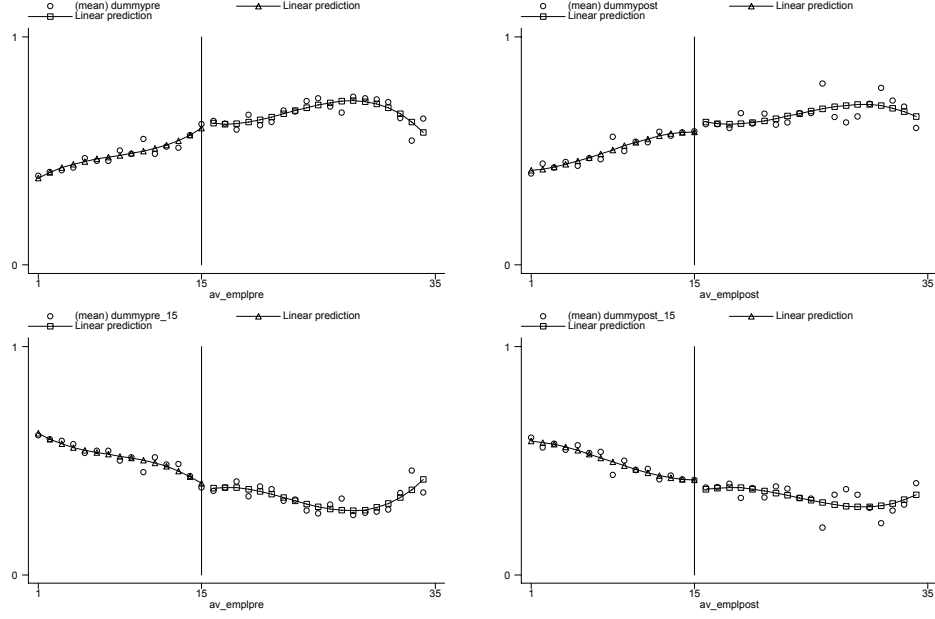 (mean) dummypre Linear prediction
Linear prediction
1
0
1 15 35
av_emplpre
(mean) dummypost Linear prediction
Linear prediction
1
0
1 15 35
av_emplpost
(mean) dummypre_15 Linear prediction
Linear prediction
1
0
1 15 35
av_emplpre
(mean) dummypost_15 Linear prediction
Linear prediction
1
0
1 15 35
av_emplpost